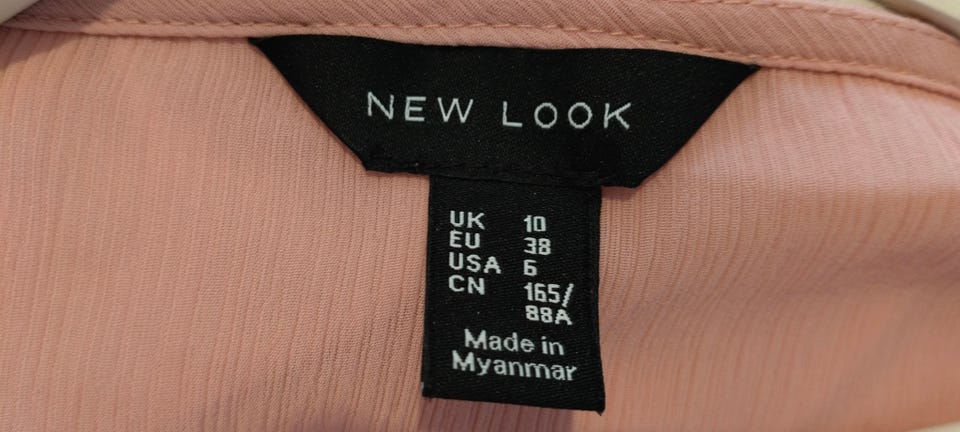 NEW LOOK
UK 10
EU 38
USA 6
CN 165/
88A
Made in
Myanmar